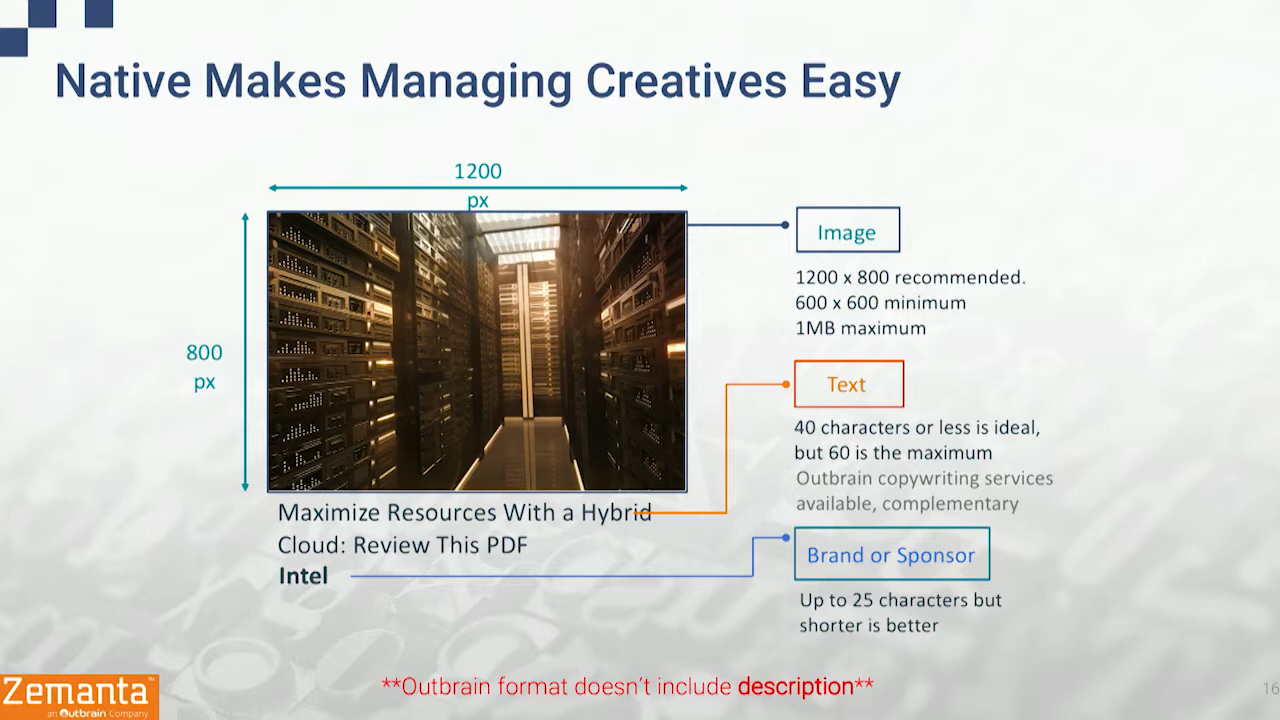 Native Makes Managing Creatives Easy
1200
px
800
px
Image
1200 x 800 recommended.
600 x 600 minimum
1MB maximum
Text
40 characters or less is ideal,
but 60 is the maximum
Outbrain copywriting services
available, complementary
Maximize Resources With a Hybrid
Cloud: Review This PDF
Intel
Brand or Sponsor
Up to 25 characters but
shorter is better
**Outbrain format doesn't include description**
Zemanta™
an Outbrain Company
16